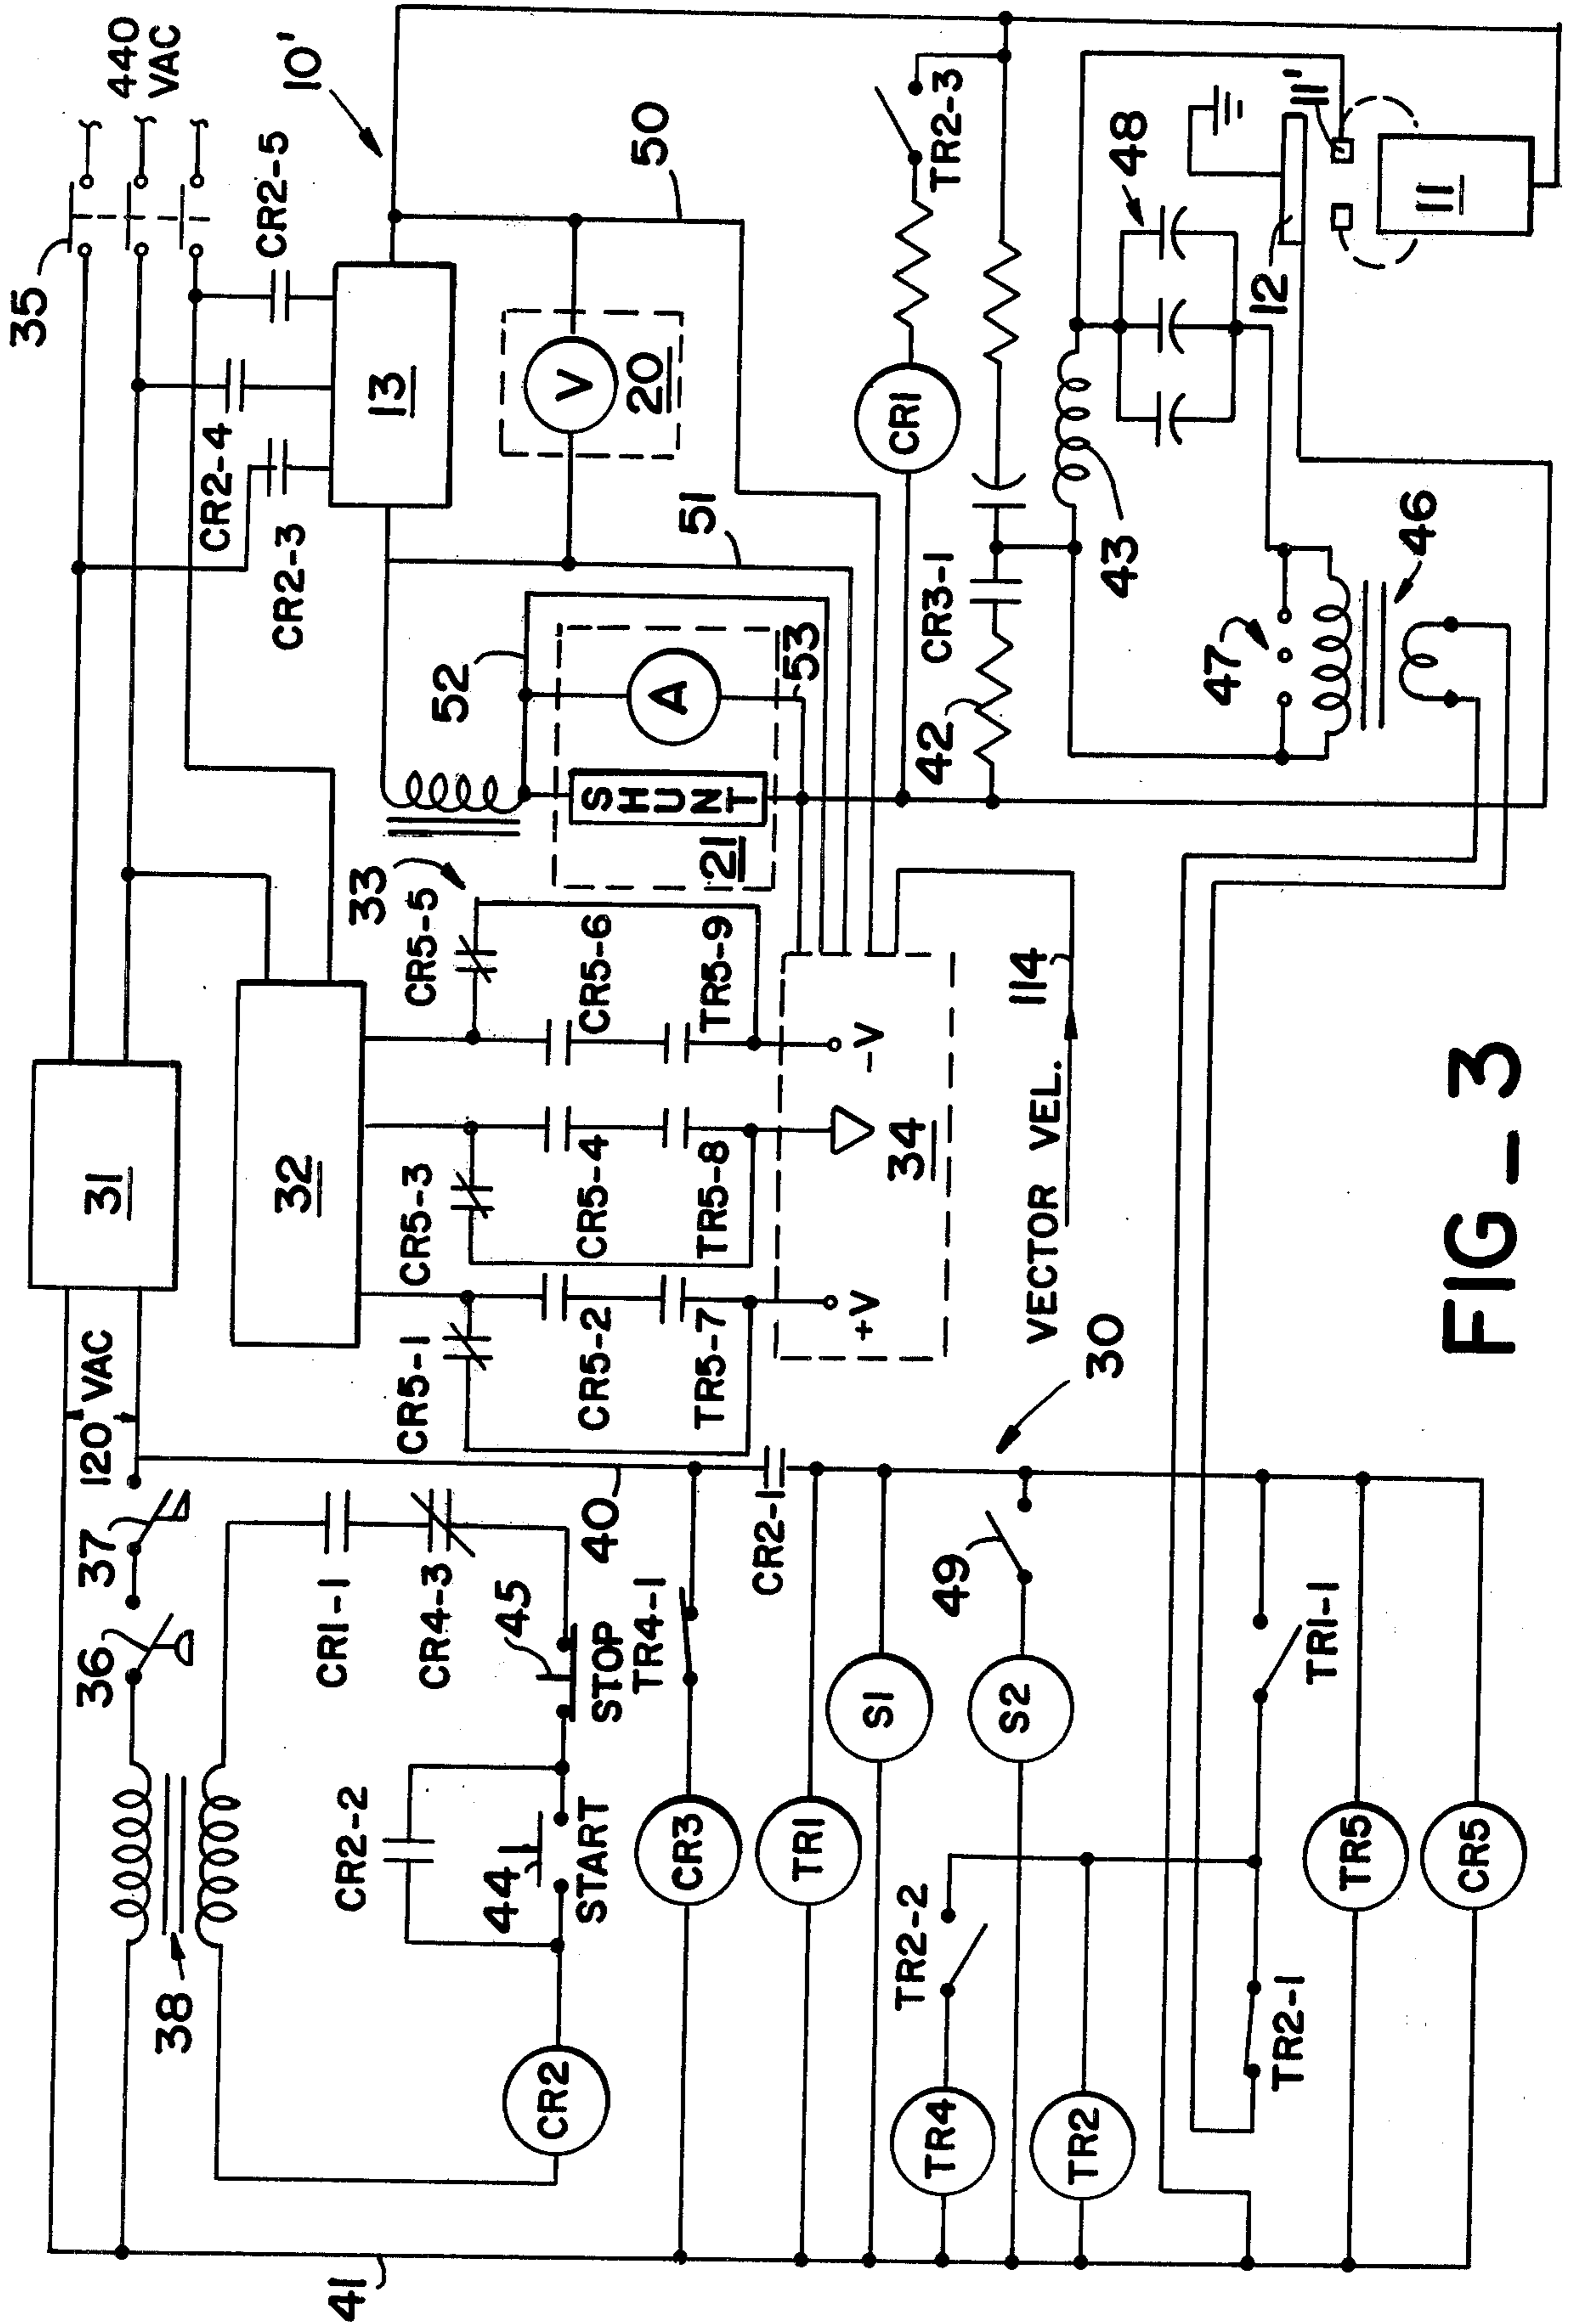 35
440
VAC
10'
CR2-5
CR2-4
CR2-3
13
V
20
50
51
52
53
A
SHUNT
21
33
31
32
120 VAC
37
36
38
CR5-5
CR5-6
TR5-9
CR5-3
CR5-4
TR5-8
CR5-1
CR5-2
TR5-7
-V
+V
34
114
VECTOR VEL.
30
TR2-3
CR1
CR3-1
42
43
48
12
11'
11
47
46
CR1-1
CR4-3
45
STOP
CR2-2
44
START
CR2
40
TR4-1
CR2-1
CR3
TR1
S1
49
S2
TR2-2
TR4
TR2
TR1-1
TR2-1
TR5
CR5
41
FIG-3